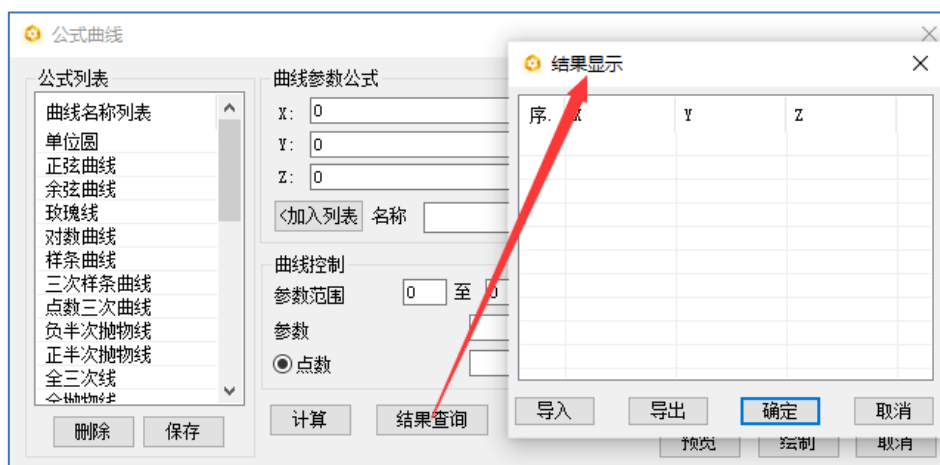 公式曲线
公式列表
曲线名称列表
单位圆
正弦曲线
余弦曲线
玫瑰线
对数曲线
样条曲线
三次样条曲线
点数三次曲线
负半次抛物线
正半次抛物线
全三次线
全抛物线
删除 保存
曲线参数公式
X: 0
Y: 0
Z: 0
<加入列表 名称
曲线控制
参数范围 0 至 0
参数
点数
计算 结果查询
预览 绘制 取消
结果显示
序. X Y Z
导入 导出 确定 取消